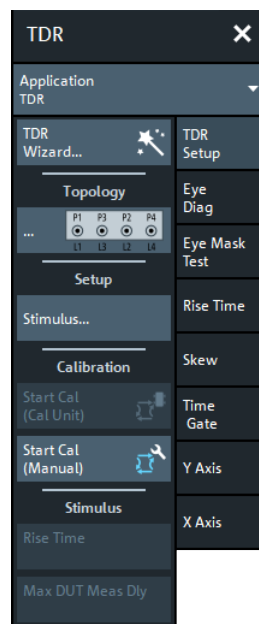 TDR
Application
TDR
TDR
Wizard...
Topology
...
P1 P3 P2 P4
L1 L3 L2 L4
Setup
Stimulus...
Calibration
Start Cal
(Cal Unit)
Start Cal
(Manual)
Stimulus
Rise Time
Max DUT Meas Dly
TDR
Setup
Eye
Diag
Eye Mask
Test
Rise Time
Skew
Time
Gate
Y Axis
X Axis